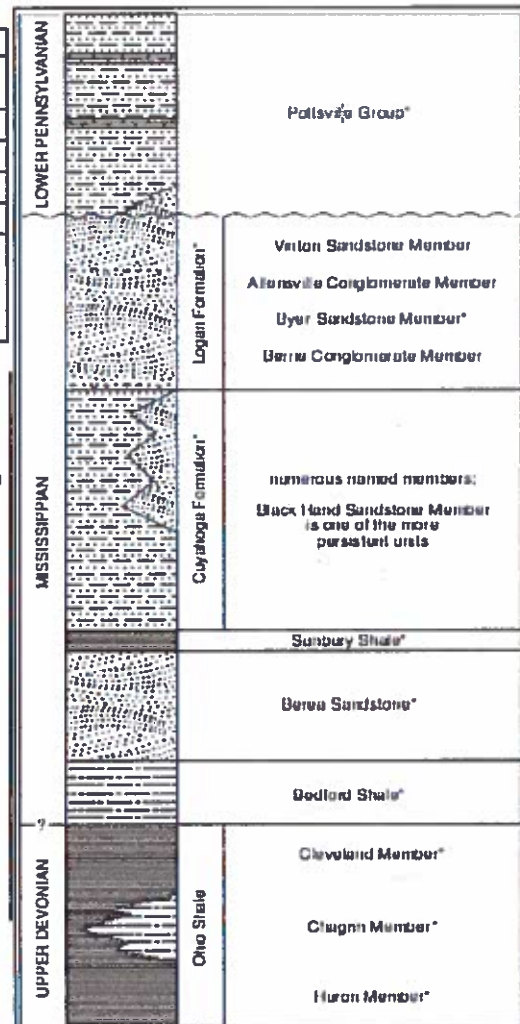 LOWER PENNSYLVANIAN
Pottsville Group*
MISSISSIPPIAN
Logan Formation*
Vinton Sandstone Member
Allensville Conglomerate Member
Byer Sandstone Member*
Berne Conglomerate Member
Cuyahoga Formation*
numerous named members;
Black Hand Sandstone Member
is one of the more
persistent units
Sunbury Shale*
Berea Sandstone*
Bedford Shale*
?
UPPER DEVONIAN
Ohio Shale
Cleveland Member*
Chagrin Member*
Huron Member*